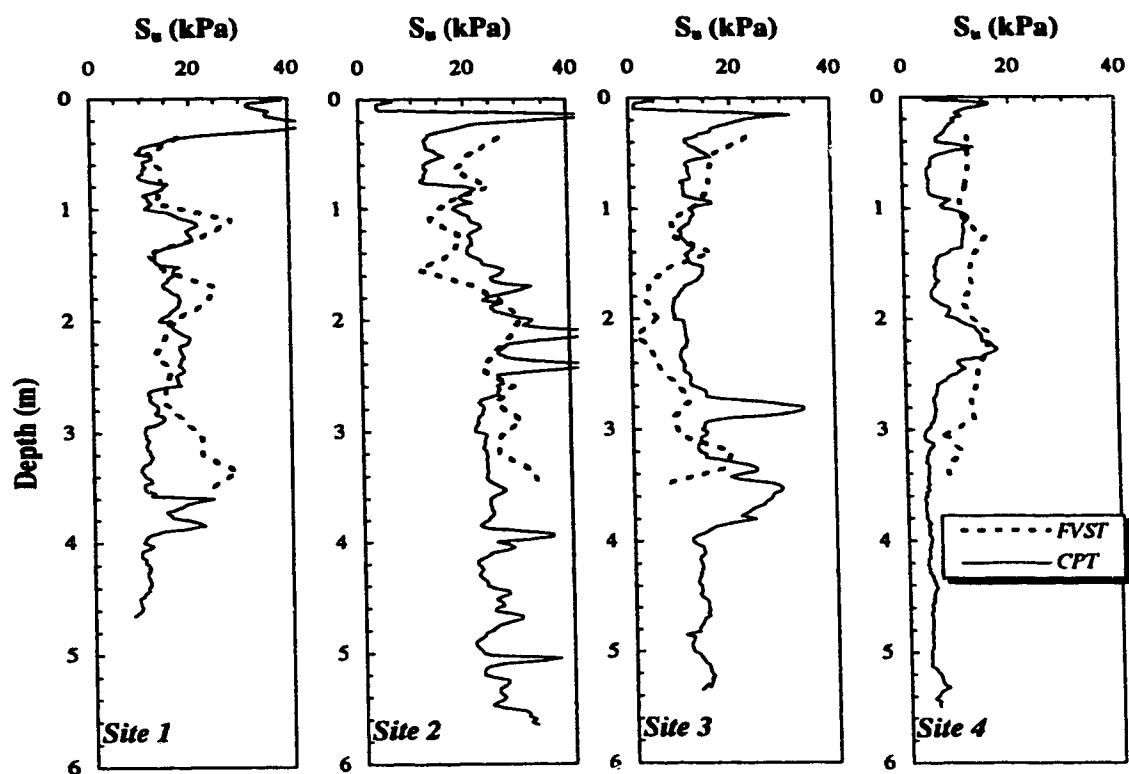 Sᵤ (kPa) Sᵤ (kPa) Sᵤ (kPa) Sᵤ (kPa)
0 20 40 0 20 40 0 20 40 0 20 40
0 0 0 0
1 1 1 1
2 2 2 2
Depth (m)
3 3 3 3
FVST
4 4 4 4
CPT
5 5 5 5
Site 1 Site 2 Site 3 Site 4
6 6 6 6